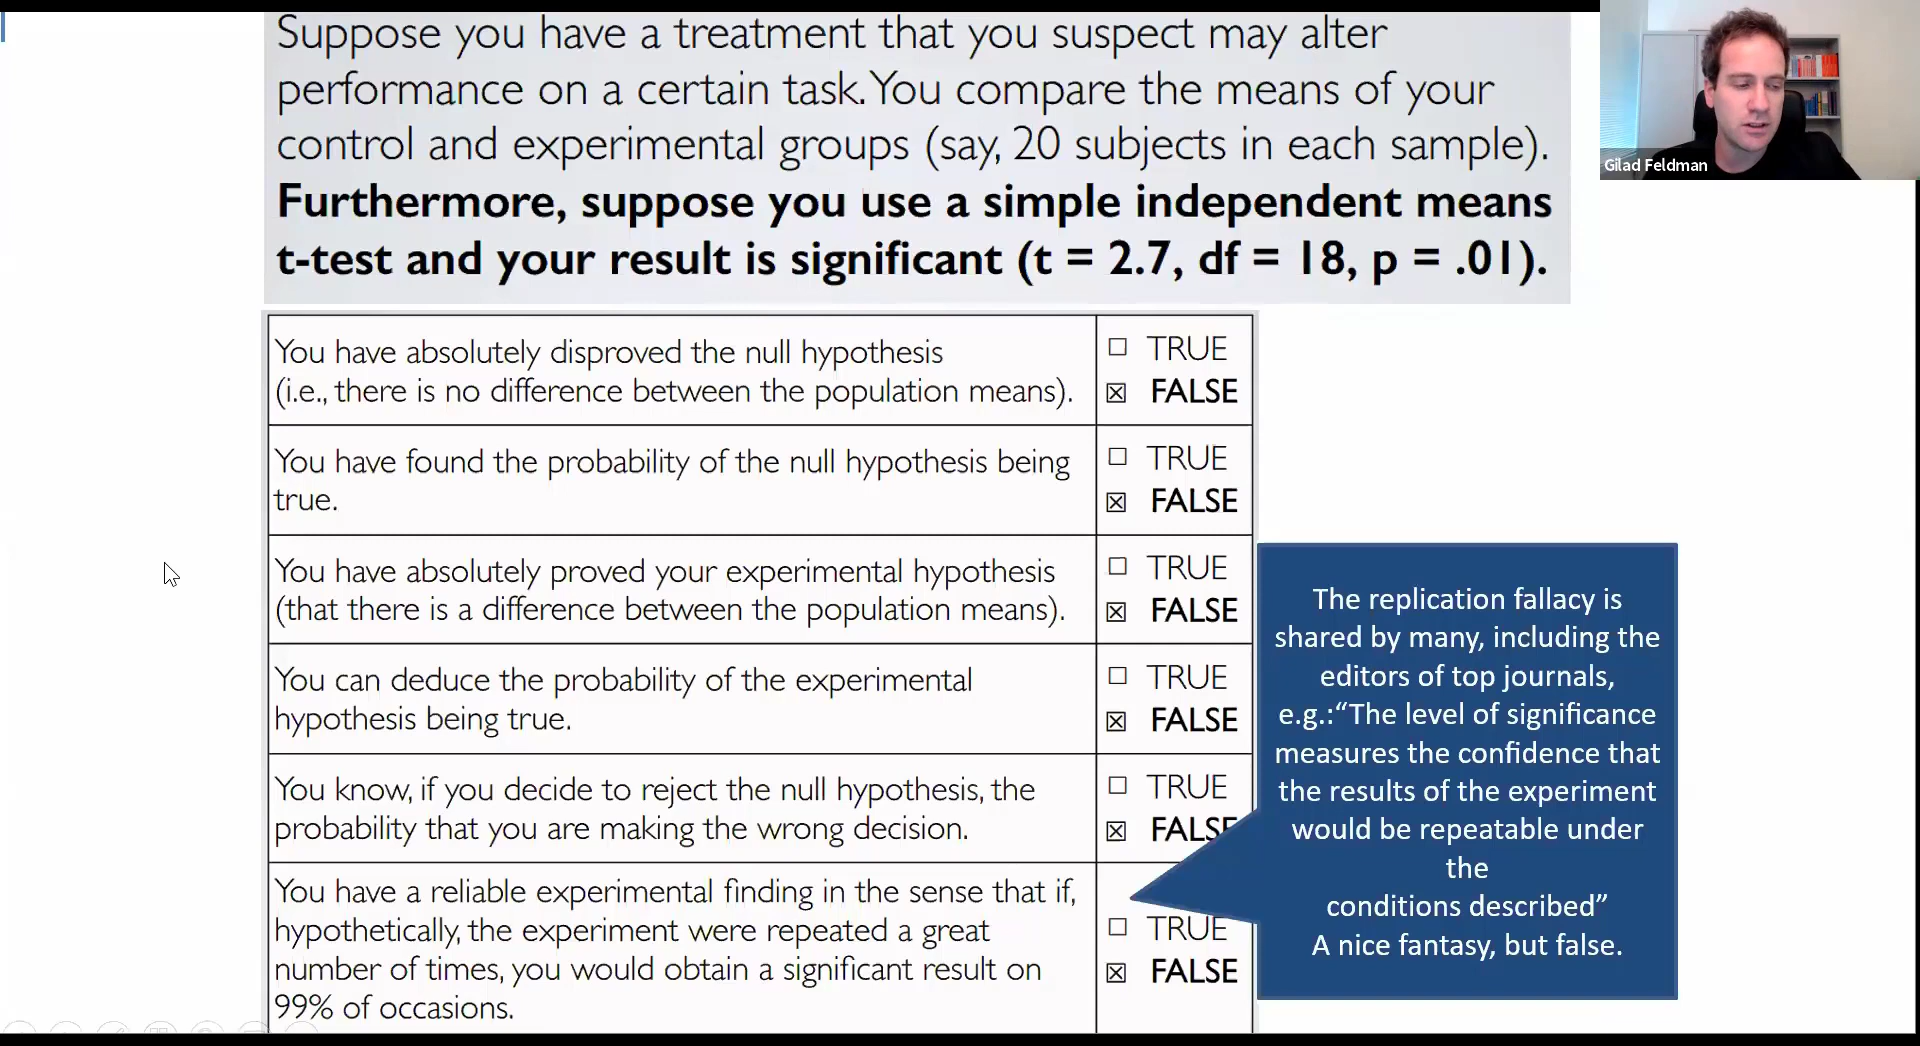 Suppose you have a treatment that you suspect may alter
performance on a certain task. You compare the means of your
control and experimental groups (say, 20 subjects in each sample).
Furthermore, suppose you use a simple independent means
t-test and your result is significant (t = 2.7, df = 18, p = .01).
Gilad Feldman
You have absolutely disproved the null hypothesis
(i.e., there is no difference between the population means).
☐ TRUE
☒ FALSE
You have found the probability of the null hypothesis being
true.
☐ TRUE
☒ FALSE
You have absolutely proved your experimental hypothesis
(that there is a difference between the population means).
☐ TRUE
☒ FALSE
You can deduce the probability of the experimental
hypothesis being true.
☐ TRUE
☒ FALSE
You know, if you decide to reject the null hypothesis, the
probability that you are making the wrong decision.
☐ TRUE
☒ FALSE
You have a reliable experimental finding in the sense that if,
hypothetically, the experiment were repeated a great
number of times, you would obtain a significant result on
99% of occasions.
☐ TRUE
☒ FALSE
The replication fallacy is
shared by many, including the
editors of top journals,
e.g.:“The level of significance
measures the confidence that
the results of the experiment
would be repeatable under
the
conditions described”
A nice fantasy, but false.